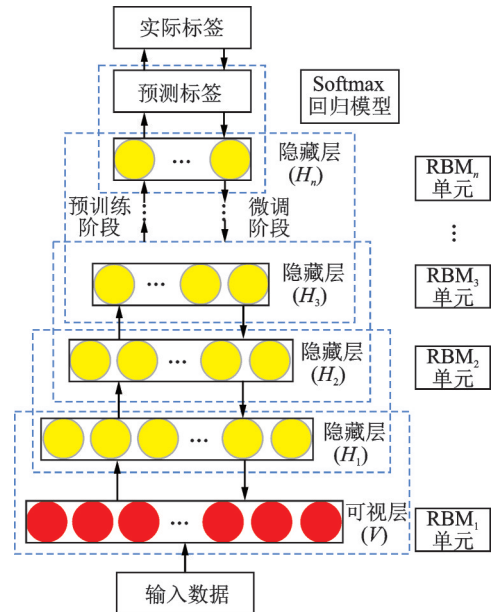 实际标签
预测标签
Softmax
回归模型
...
隐藏层
(Hn)
RBMn
单元
预训练
阶段
微调
阶段
...
隐藏层
(H3)
RBM3
单元
...
隐藏层
(H2)
RBM2
单元
...
隐藏层
(H1)
...
可视层
(V)
RBM1
单元
输入数据